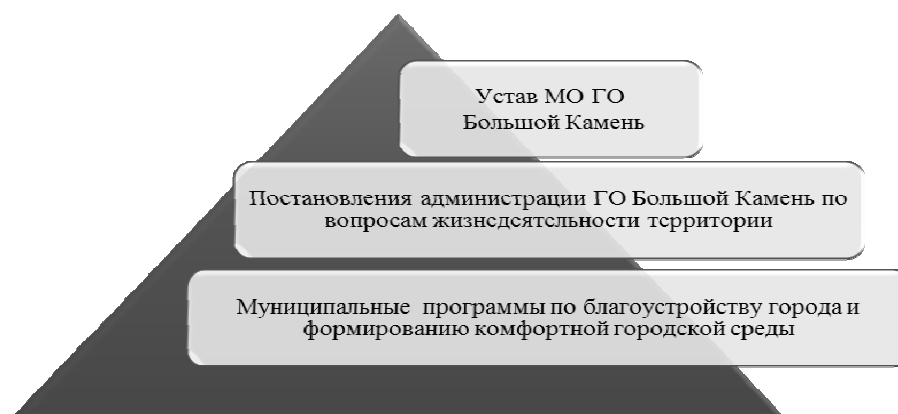 Устав МО ГО
Большой Камень
Постановления администрации ГО Большой Камень по
вопросам жизнедеятельности территории
Муниципальные программы по благоустройству города и
формированию комфортной городской среды